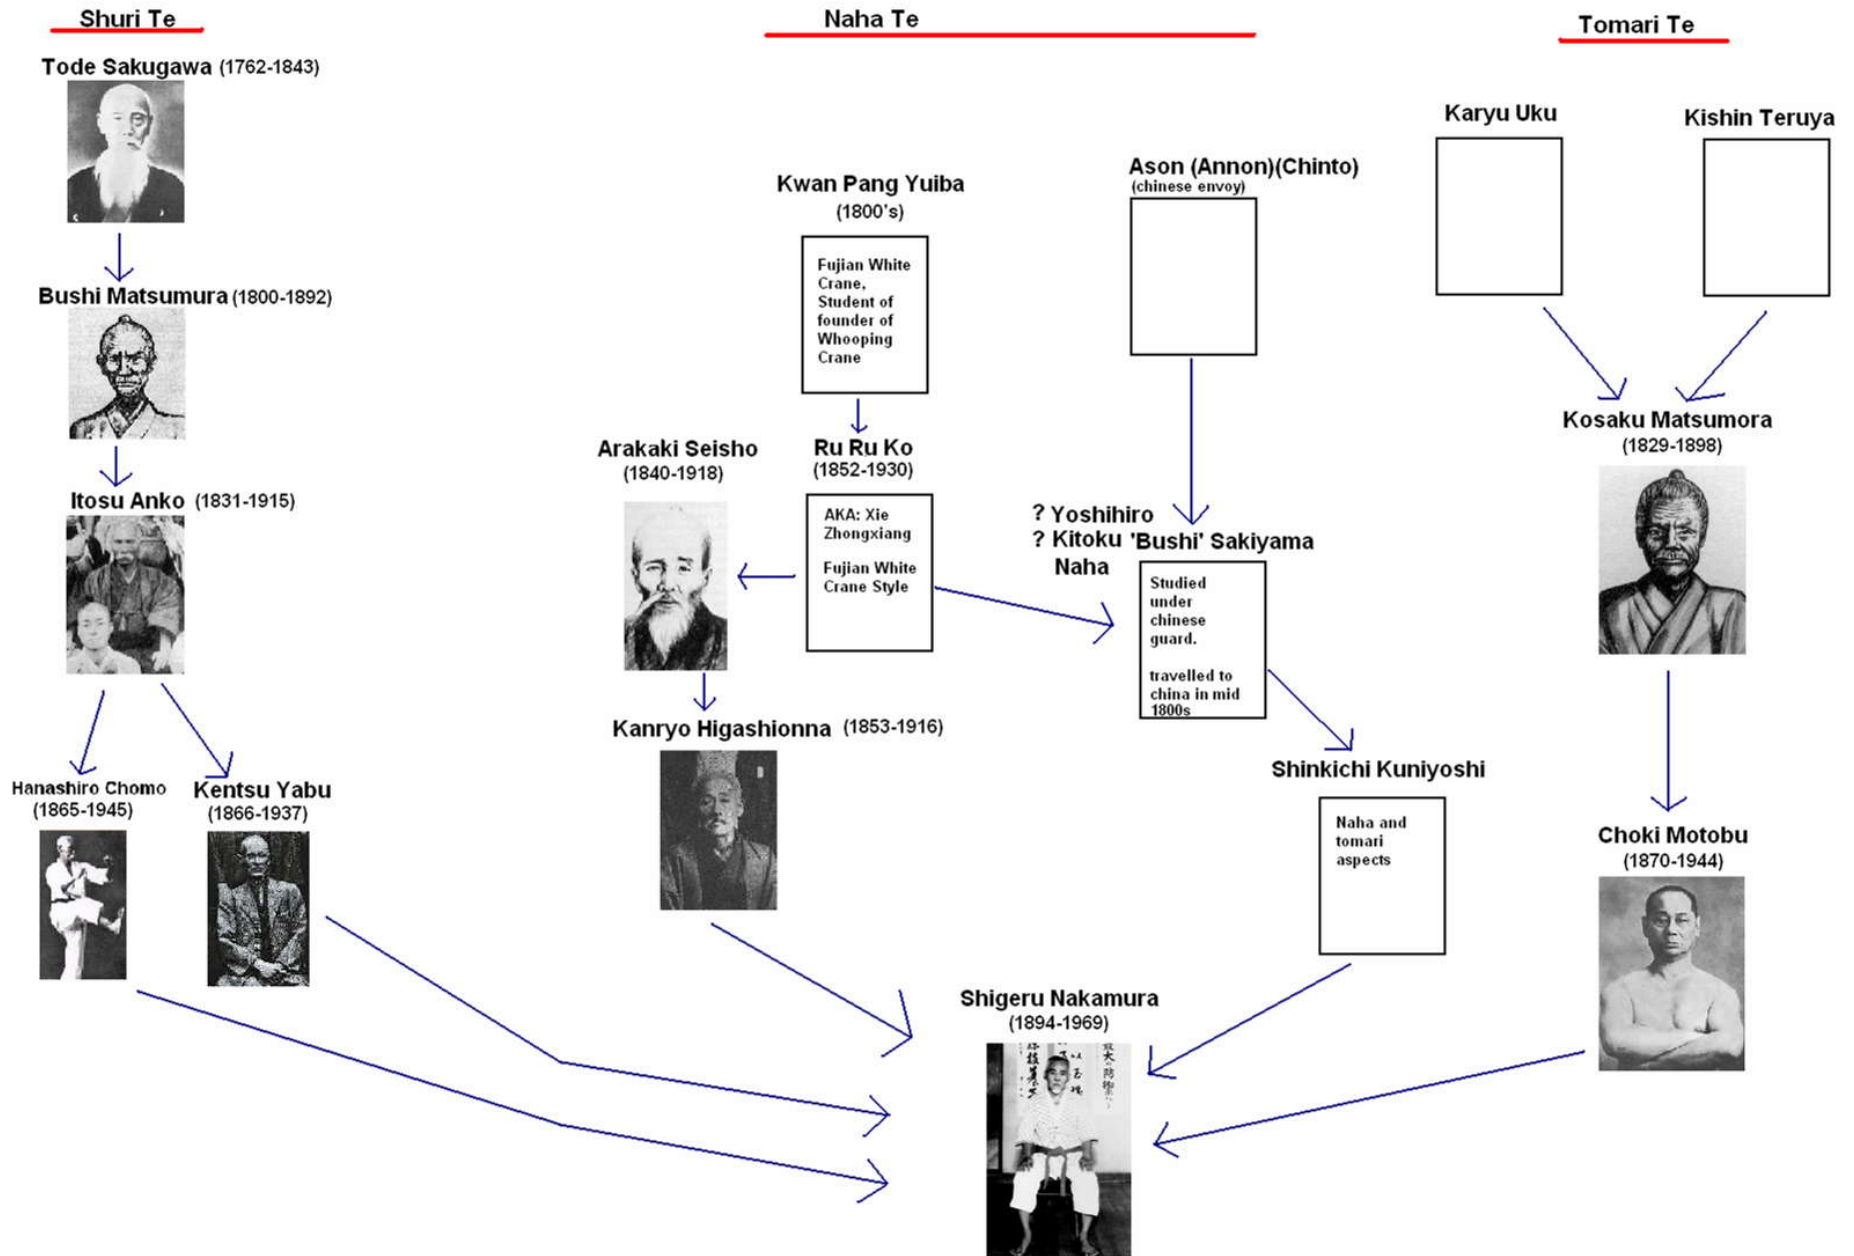 Shuri Te
Naha Te
Tomari Te
Tode Sakugawa (1762-1843)
Bushi Matsumura (1800-1892)
Itosu Anko (1831-1915)
Hanashiro Chomo
(1865-1945)
Kentsu Yabu
(1866-1937)
Kwan Pang Yuiba
(1800's)
Fujian White
Crane,
Student of
founder of
Whooping
Crane
Arakaki Seisho
(1840-1918)
Ru Ru Ko
(1852-1930)
AKA: Xie
Zhongxiang
Fujian White
Crane Style
Kanryo Higashionna (1853-1916)
Ason (Annon)(Chinto)
(chinese envoy)
? Yoshihiro
? Kitoku 'Bushi' Sakiyama
Naha
Studied
under
chinese
guard.
travelled to
china in mid
1800s
Shinkichi Kuniyoshi
Naha and
tomari
aspects
Karyu Uku
Kishin Teruya
Kosaku Matsumora
(1829-1898)
Choki Motobu
(1870-1944)
Shigeru Nakamura
(1894-1969)